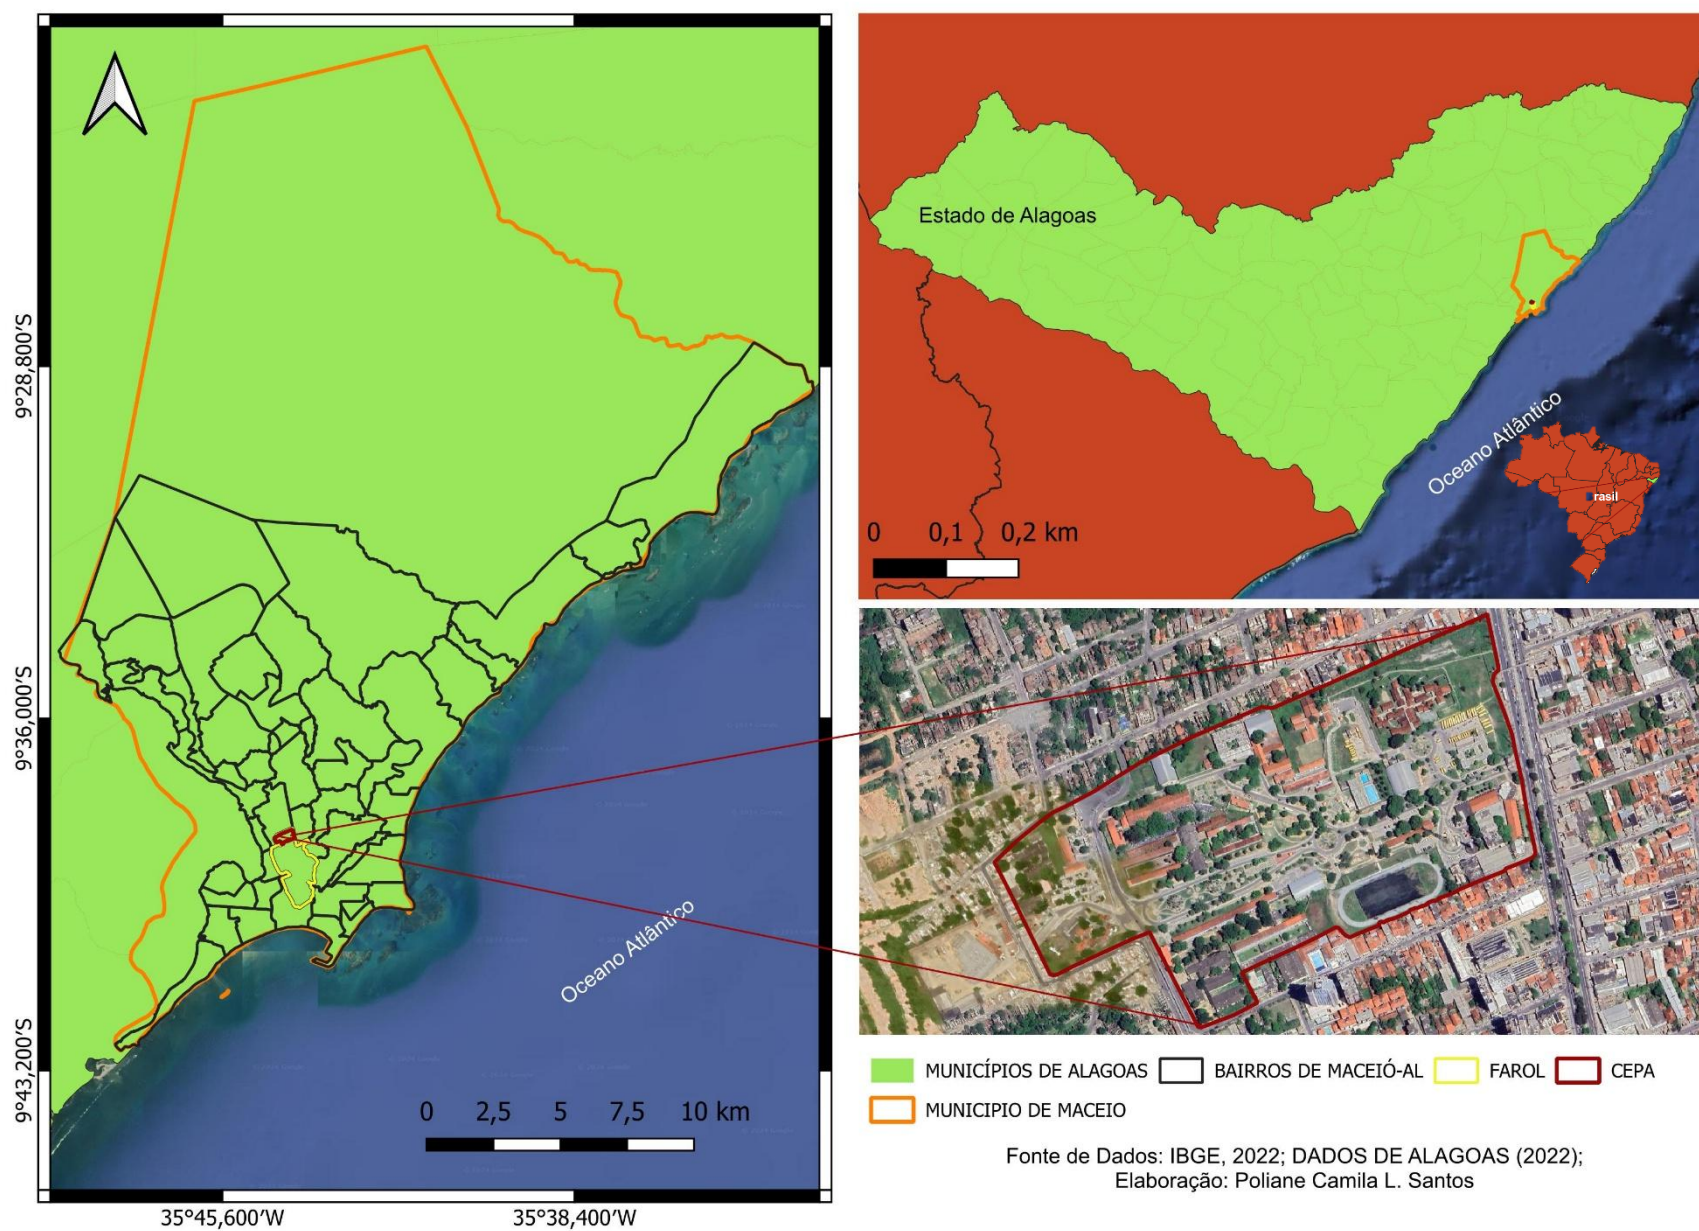 9°28,800'S
9°36,000'S
9°43,200'S
35°45,600'W
35°38,400'W
Oceano Atlântico
0 2,5 5 7,5 10 km
Estado de Alagoas
Oceano Atlântico
rasil
0 0,1 0,2 km
MUNICÍPIOS DE ALAGOAS
BAIRROS DE MACEIÓ-AL
FAROL
CEPA
MUNICIPIO DE MACEIO
Fonte de Dados: IBGE, 2022; DADOS DE ALAGOAS (2022);
Elaboração: Poliane Camila L. Santos